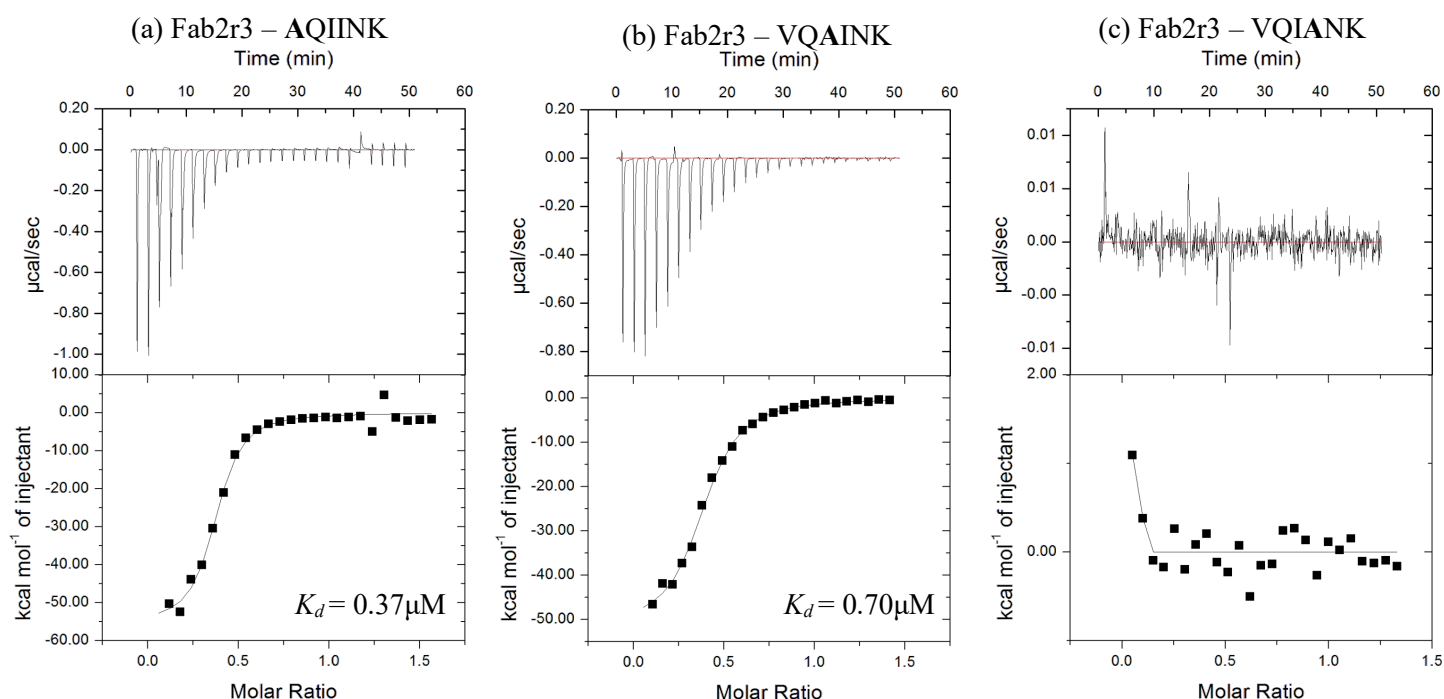 (a) Fab2r3 – AQIINK
Time (min)
0 10 20 30 40 50 60
0.20
0.00
-0.20
-0.40
-0.60
-0.80
-1.00
µcal/sec
10.00
0.00
-10.00
-20.00
-30.00
-40.00
-50.00
-60.00
kcal mol⁻¹ of injectant
K_d = 0.37µM
0.0 0.5 1.0 1.5
Molar Ratio
(b) Fab2r3 – VQAINK
Time (min)
0 10 20 30 40 50 60
0.20
0.00
-0.20
-0.40
-0.60
-0.80
µcal/sec
0.00
-10.00
-20.00
-30.00
-40.00
-50.00
kcal mol⁻¹ of injectant
K_d = 0.70µM
0.0 0.5 1.0 1.5
Molar Ratio
(c) Fab2r3 – VQIANK
Time (min)
0 10 20 30 40 50 60
0.01
0.01
0.00
-0.00
-0.01
µcal/sec
2.00
0.00
kcal mol⁻¹ of injectant
0.0 0.5 1.0 1.5
Molar Ratio